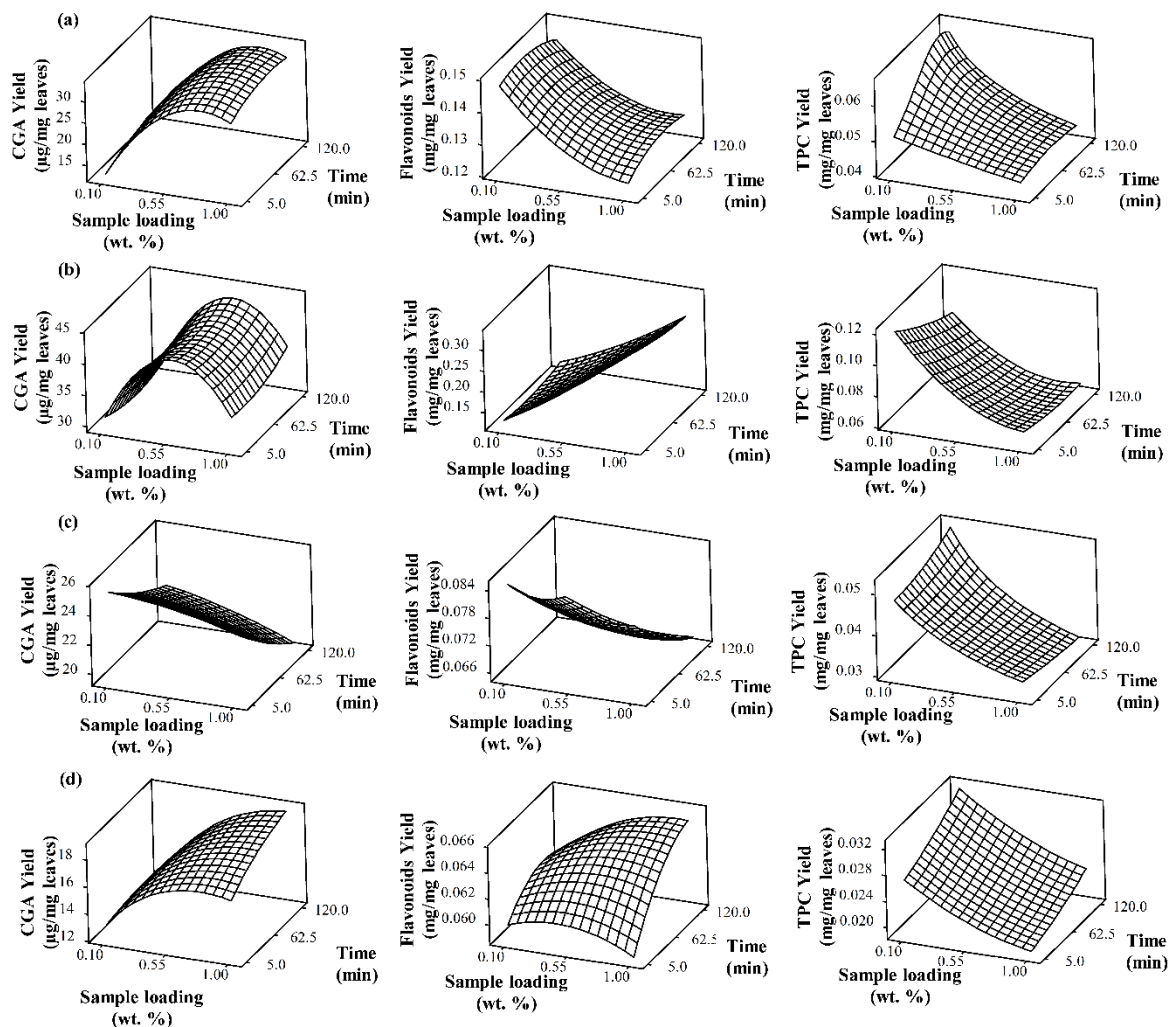 (a)
CGA Yield
(µg/mg leaves)
30
25
20
15
0.10
0.55
1.00
Sample loading
(wt. %)
5.0
62.5
120.0
Time
(min)
Flavonoids Yield
(mg/mg leaves)
0.15
0.14
0.13
0.12
0.10
0.55
1.00
Sample loading
(wt. %)
5.0
62.5
120.0
Time
(min)
TPC Yield
(mg/mg leaves)
0.06
0.05
0.04
0.10
0.55
1.00
Sample loading
(wt. %)
5.0
62.5
120.0
Time
(min)
(b)
CGA Yield
(µg/mg leaves)
45
40
35
30
0.10
0.55
1.00
Sample loading
(wt. %)
5.0
62.5
120.0
Time
(min)
Flavonoids Yield
(mg/mg leaves)
0.30
0.25
0.20
0.15
0.10
0.55
1.00
Sample loading
(wt. %)
5.0
62.5
120.0
Time
(min)
TPC Yield
(mg/mg leaves)
0.12
0.10
0.08
0.06
0.10
0.55
1.00
Sample loading
(wt. %)
5.0
62.5
120.0
Time
(min)
(c)
CGA Yield
(µg/mg leaves)
26
24
22
20
0.10
0.55
1.00
Sample loading
(wt. %)
5.0
62.5
120.0
Time
(min)
Flavonoids Yield
(mg/mg leaves)
0.084
0.078
0.072
0.066
0.10
0.55
1.00
Sample loading
(wt. %)
5.0
62.5
120.0
Time
(min)
TPC Yield
(mg/mg leaves)
0.05
0.04
0.03
0.10
0.55
1.00
Sample loading
(wt. %)
5.0
62.5
120.0
Time
(min)
(d)
CGA Yield
(µg/mg leaves)
18
16
14
12
0.10
0.55
1.00
Sample loading
(wt. %)
5.0
62.5
120.0
Time
(min)
Flavonoids Yield
(mg/mg leaves)
0.066
0.064
0.062
0.060
0.10
0.55
1.00
Sample loading
(wt. %)
5.0
62.5
120.0
Time
(min)
TPC Yield
(mg/mg leaves)
0.032
0.028
0.024
0.020
0.10
0.55
1.00
Sample loading
(wt. %)
5.0
62.5
120.0
Time
(min)